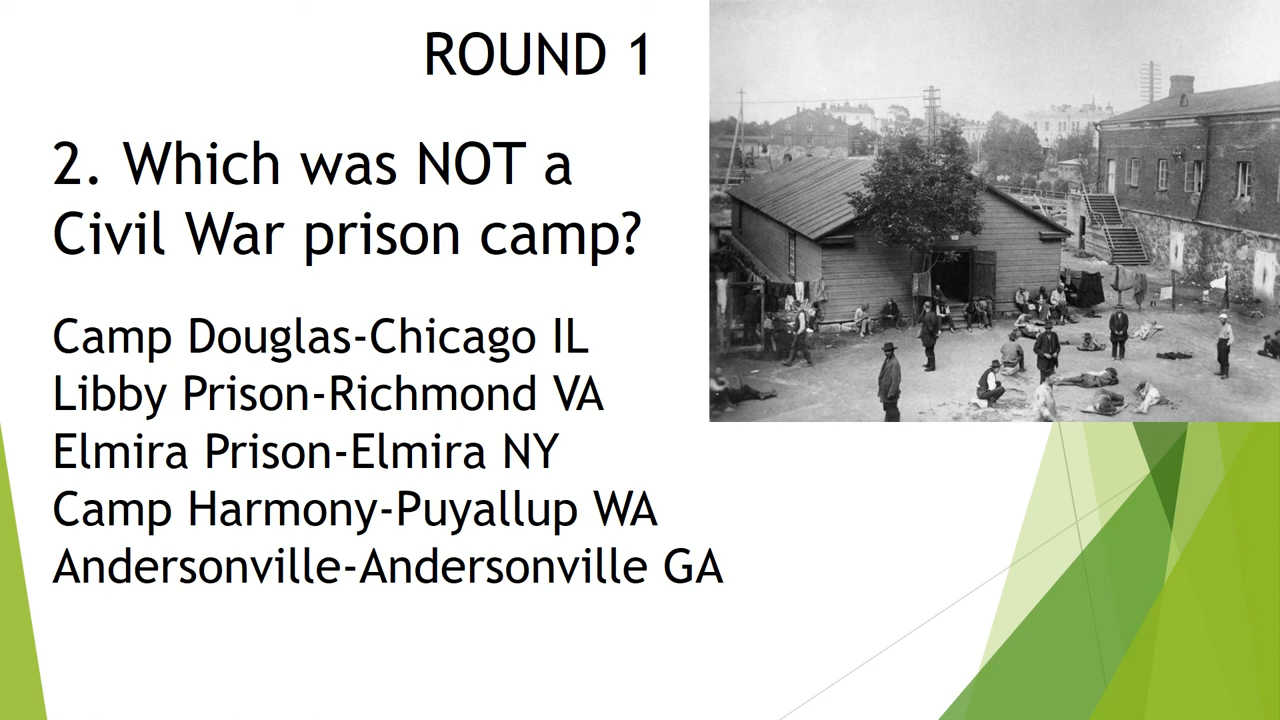 ROUND 1
2. Which was NOT a
Civil War prison camp?
Camp Douglas-Chicago IL
Libby Prison-Richmond VA
Elmira Prison-Elmira NY
Camp Harmony-Puyallup WA
Andersonville-Andersonville GA